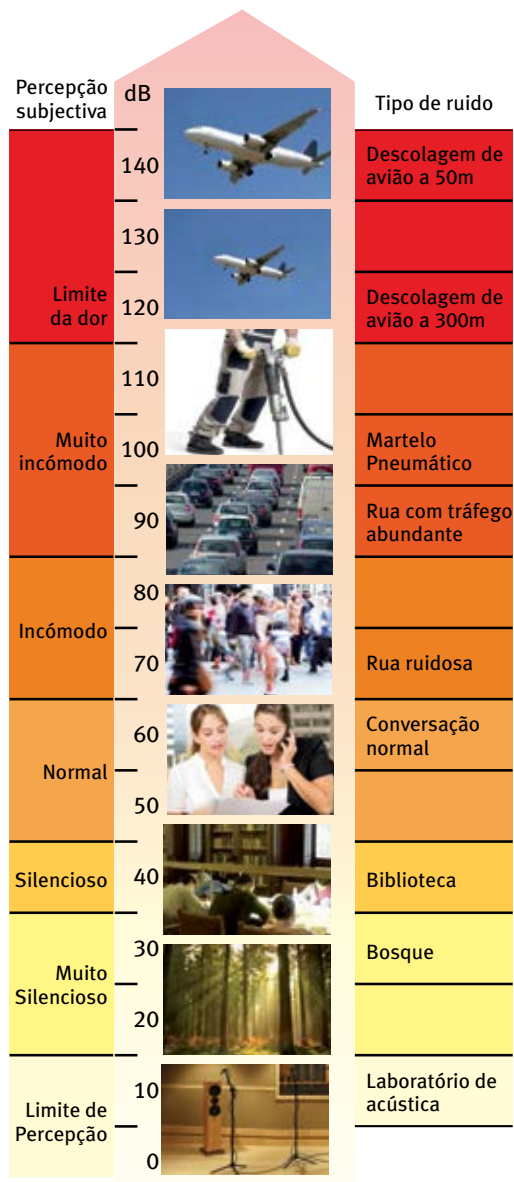 Percepção
subjectiva
dB
Tipo de ruido
140
Descolagem de
avião a 50m
130
Limite
da dor
120
Descolagem de
avião a 300m
110
Muito
incómodo
100
Martelo
Pneumático
90
Rua com tráfego
abundante
80
Incómodo
70
Rua ruidosa
60
Conversação
normal
Normal
50
Silencioso
40
Biblioteca
30
Bosque
Muito
Silencioso
20
10
Laboratório de
acústica
Limite de
Percepção
0